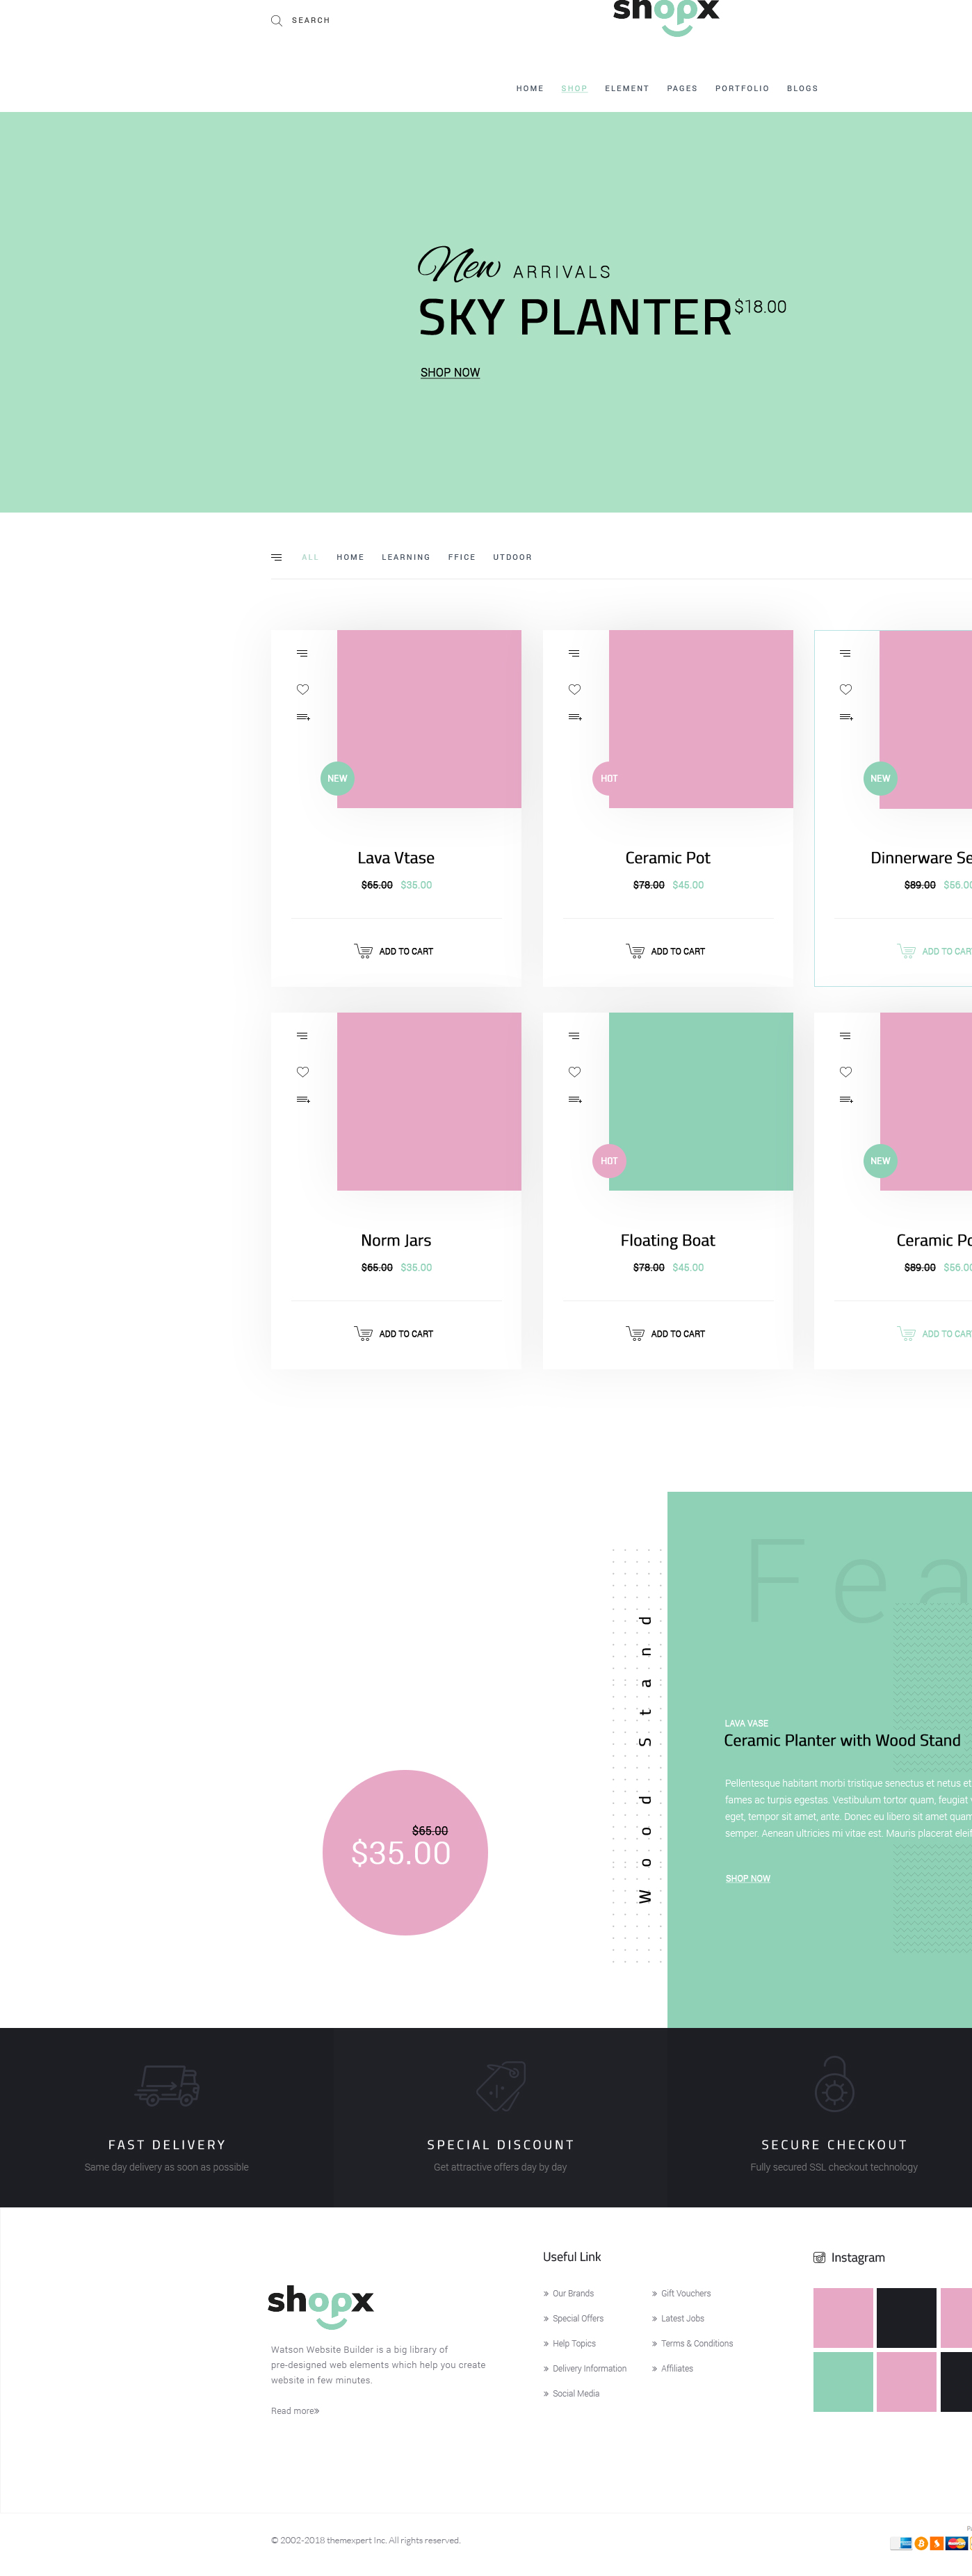 SEARCH
shopx
HOME SHOP ELEMENT PAGES PORTFOLIO BLOGS
New ARRIVALS
SKY PLANTER $18.00
SHOP NOW
ALL HOME LEARNING FFICE UTDOOR
NEW HOT NEW
Lava Vtase Ceramic Pot Dinnerware Se
$65.00 $35.00 $78.00 $45.00 $89.00 $56.00
ADD TO CART ADD TO CART ADD TO CART
HOT NEW
Norm Jars Floating Boat Ceramic Po
$65.00 $35.00 $78.00 $45.00 $89.00 $56.00
ADD TO CART ADD TO CART ADD TO CART
Fea
Wood Stand
LAVA VASE
Ceramic Planter with Wood Stand
Pellentesque habitant morbi tristique senectus et netus et
fames ac turpis egestas. Vestibulum tortor quam, feugiat
eget, tempor sit amet, ante. Donec eu libero sit amet quam
semper. Aenean ultricies mi vitae est. Mauris placerat eleif
SHOP NOW
$65.00
$35.00
FAST DELIVERY SPECIAL DISCOUNT SECURE CHECKOUT
Same day delivery as soon as possible Get attractive offers day by day Fully secured SSL checkout technology
shopx
Watson Website Builder is a big library of
pre-designed web elements which help you create
website in few minutes.
Read more»
Useful Link
» Our Brands » Gift Vouchers
» Special Offers » Latest Jobs
» Help Topics » Terms & Conditions
» Delivery Information » Affiliates
» Social Media
Instagram
© 2002-2018 themexpert Inc. All rights reserved.